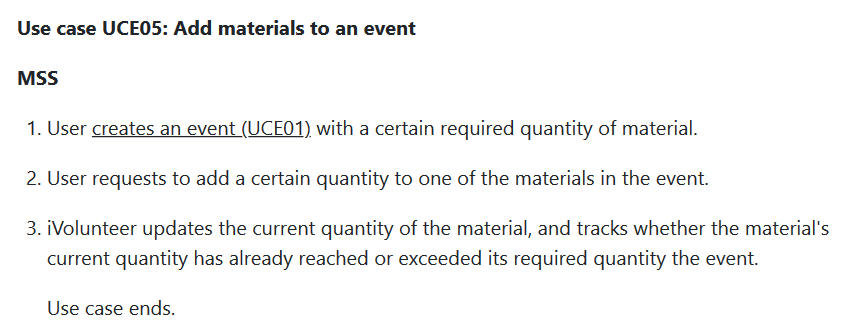 Use case UCE05: Add materials to an event
MSS
1. User creates an event (UCE01) with a certain required quantity of material.
2. User requests to add a certain quantity to one of the materials in the event.
3. iVolunteer updates the current quantity of the material, and tracks whether the material's
current quantity has already reached or exceeded its required quantity the event.
Use case ends.